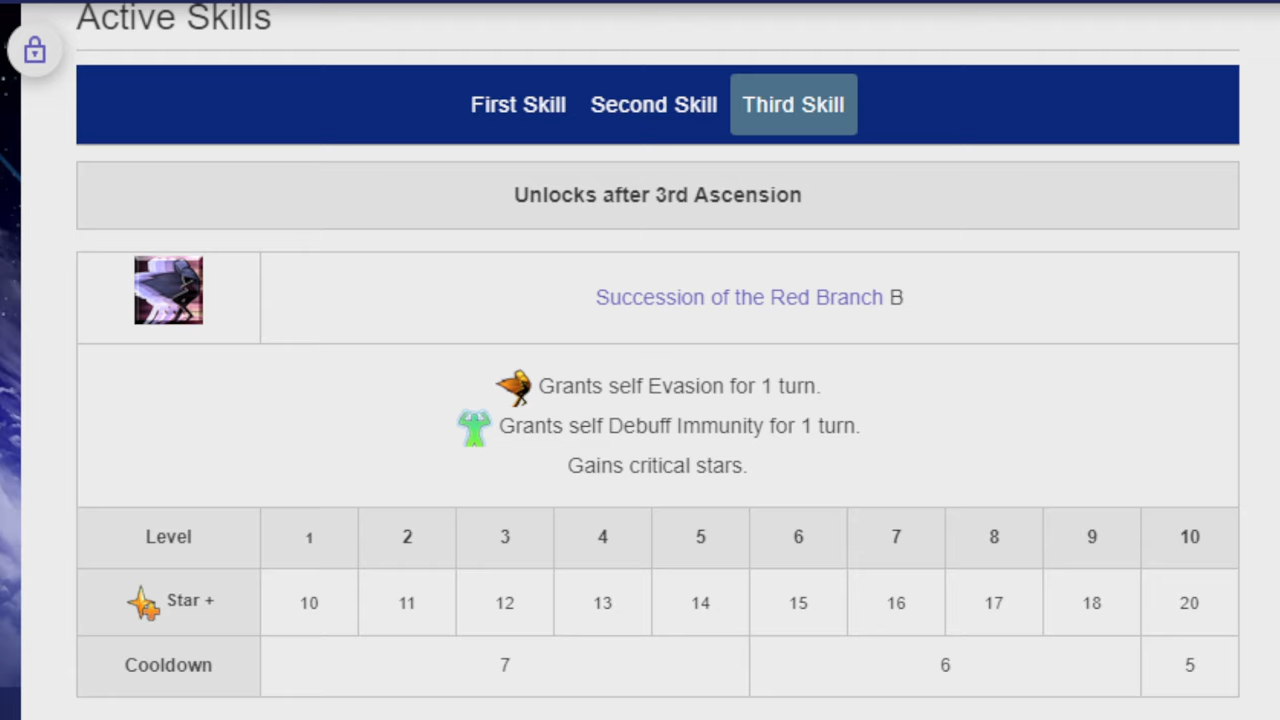 Active Skills
First Skill Second Skill Third Skill
Unlocks after 3rd Ascension
Succession of the Red Branch B
Grants self Evasion for 1 turn.
Grants self Debuff Immunity for 1 turn.
Gains critical stars.
Level 1 2 3 4 5 6 7 8 9 10
Star + 10 11 12 13 14 15 16 17 18 20
Cooldown 7 6 5